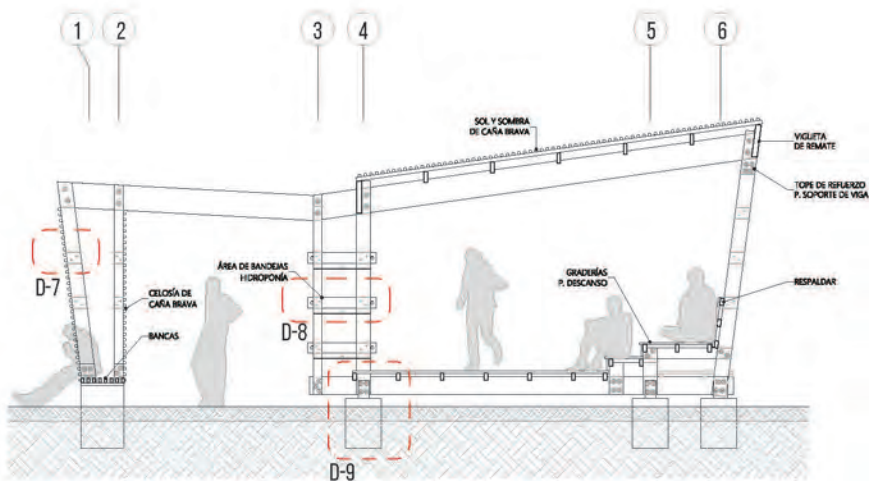 1
2
3
4
5
6
SOL Y SOMBRA
DE CAÑA BRAVA
VIGUETA
DE REMATE
TOPE DE REFUERZO
P. SOPORTE DE VIGA
ÁREA DE BANDEJAS
HIDROPONÍA
GRADERÍAS
P. DESCANSO
RESPALDAR
D-7
CELOSÍA DE
CAÑA BRAVA
D-8
BANCAS
D-9